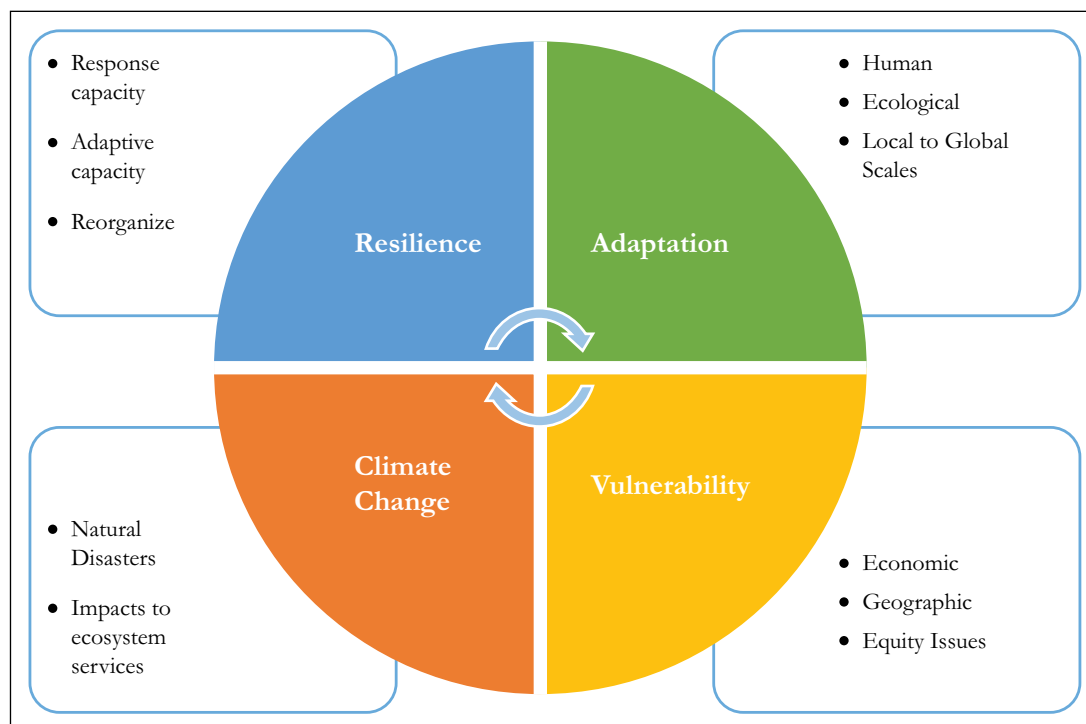 • Response
capacity
• Adaptive
capacity
• Reorganize
• Human
• Ecological
• Local to Global
Scales
Resilience
Adaptation
Climate
Change
Vulnerability
• Natural
Disasters
• Impacts to
ecosystem
services
• Economic
• Geographic
• Equity Issues